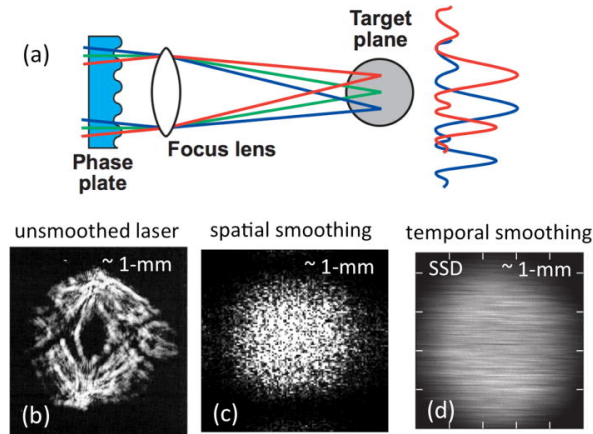 (a)
Target
plane
Phase
plate
Focus lens
unsmoothed laser
spatial smoothing
temporal smoothing
~ 1-mm
~ 1-mm
SSD
~ 1-mm
(b)
(c)
(d)